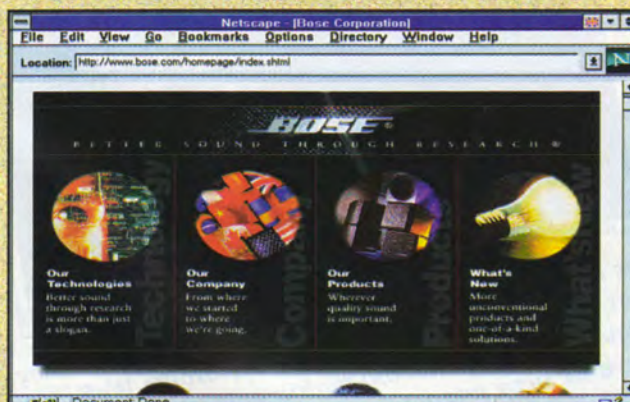 Netscape - [Bose Corporation]
File Edit View Go Bookmarks Options Directory Window Help
Location: http://www.bose.com/homepage/index.shtml
N
BOSE®
BETTER SOUND THROUGH RESEARCH®
Technology
Our
Technologies
Better sound
through research
is more than just
a slogan.
Company
Our
Company
From where
we started
to where
we're going.
Products
Our
Products
Wherever
quality sound
is important.
What's New
What's
New
More
unconventional
products and
one-of-a-kind
solutions.
Document Done